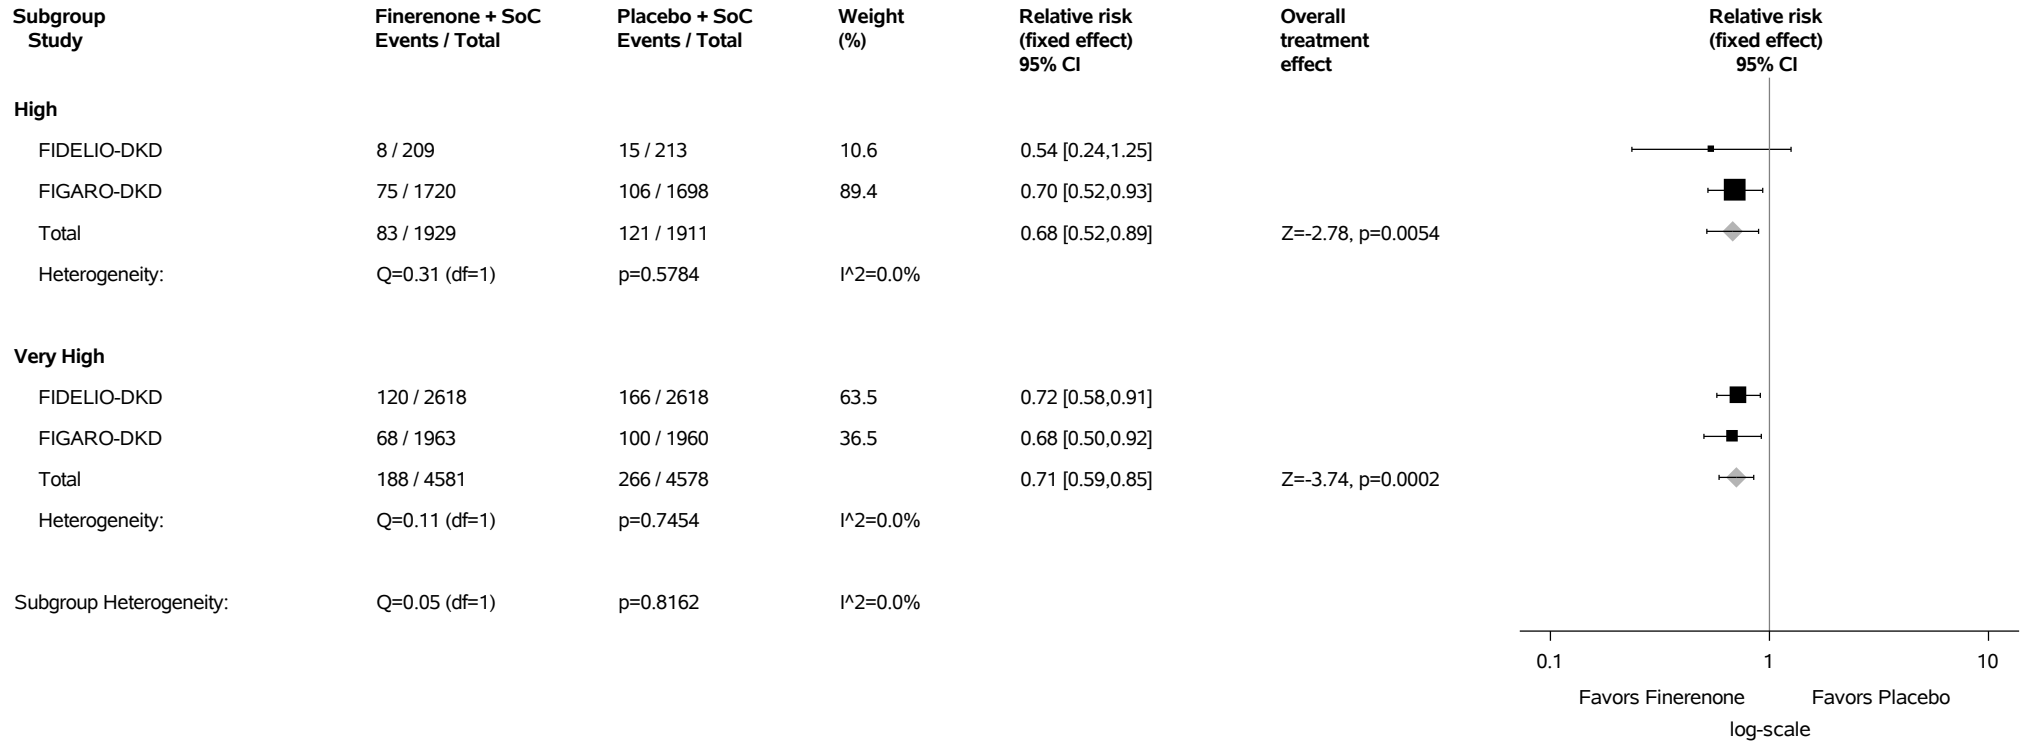 Subgroup Finerenone + SoC Placebo + SoC Weight Relative risk Overall Relative risk
Study Events / Total Events / Total (%) (fixed effect) treatment (fixed effect)
95% CI effect 95% CI
High
FIDELIO-DKD 8 / 209 15 / 213 10.6 0.54 [0.24,1.25]
FIGARO-DKD 75 / 1720 106 / 1698 89.4 0.70 [0.52,0.93]
Total 83 / 1929 121 / 1911 0.68 [0.52,0.89] Z=-2.78, p=0.0054
Heterogeneity: Q=0.31 (df=1) p=0.5784 I^2=0.0%
Very High
FIDELIO-DKD 120 / 2618 166 / 2618 63.5 0.72 [0.58,0.91]
FIGARO-DKD 68 / 1963 100 / 1960 36.5 0.68 [0.50,0.92]
Total 188 / 4581 266 / 4578 0.71 [0.59,0.85] Z=-3.74, p=0.0002
Heterogeneity: Q=0.11 (df=1) p=0.7454 I^2=0.0%
Subgroup Heterogeneity: Q=0.05 (df=1) p=0.8162 I^2=0.0%
0.1 1 10
Favors Finerenone Favors Placebo
log-scale